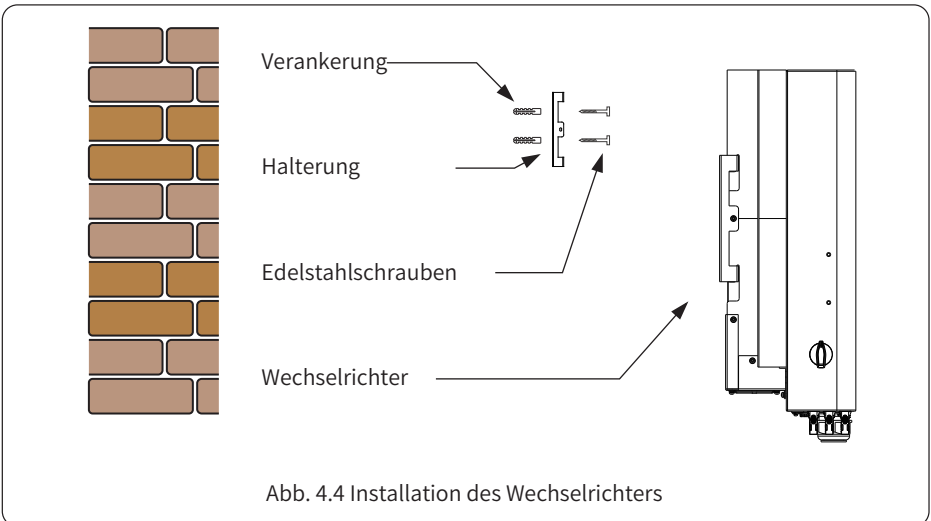 Verankerung
Halterung
Edelstahlschrauben
Wechselrichter
Abb. 4.4 Installation des Wechselrichters